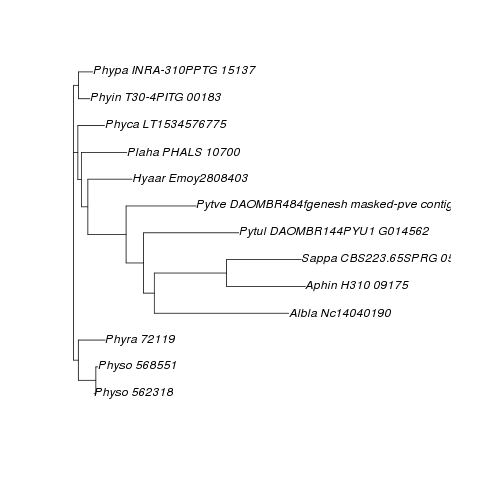 Phypa INRA-310PPTG 15137
Phyin T30-4PITG 00183
Phyca LT1534576775
Plaha PHALS 10700
Hyaar Emoy2808403
Pytve DAOMBR484fgenesh masked-pve contig
Pytul DAOMBR144PYU1 G014562
Sappa CBS223.65SPRG 05
Aphin H310 09175
Albla Nc14040190
Phyra 72119
Physo 568551
Physo 562318